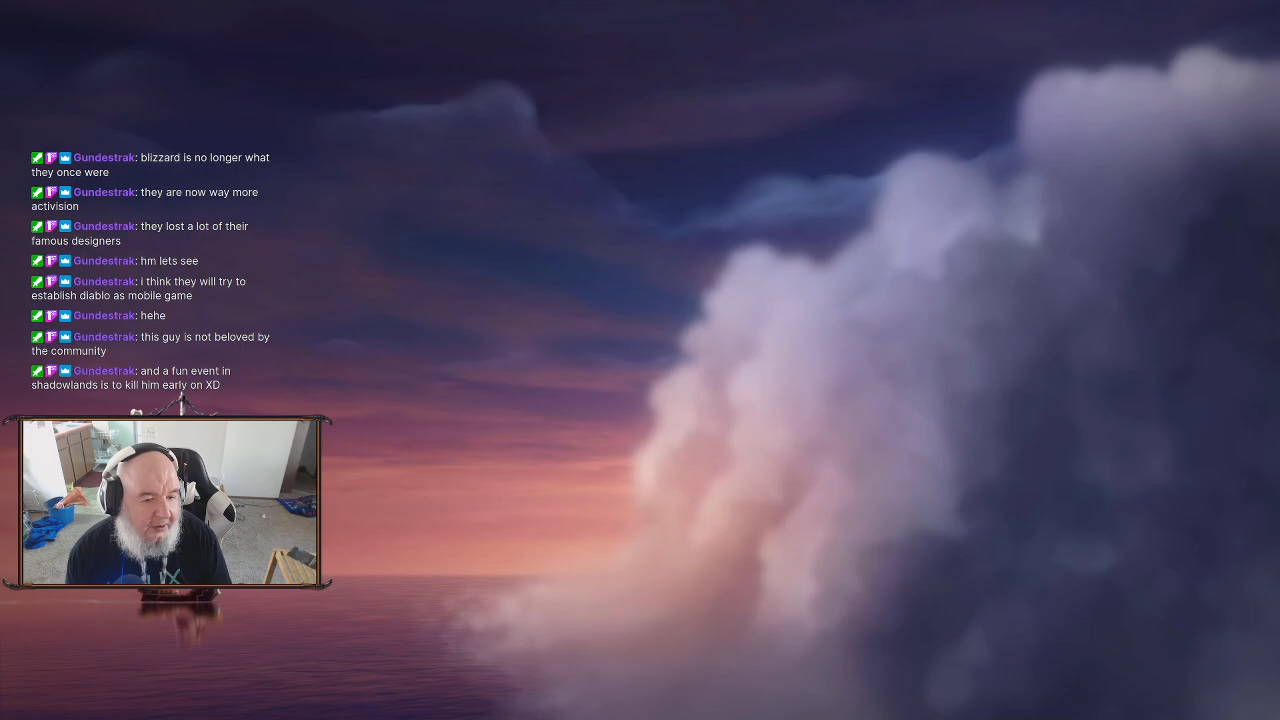 Gundestrak: blizzard is no longer what
they once were
Gundestrak: they are now way more
activision
Gundestrak: they lost a lot of their
famous designers
Gundestrak: hm lets see
Gundestrak: i think they will try to
establish diablo as mobile game
Gundestrak: hehe
Gundestrak: this guy is not beloved by
the community
Gundestrak: and a fun event in
shadowlands is to kill him early on XD